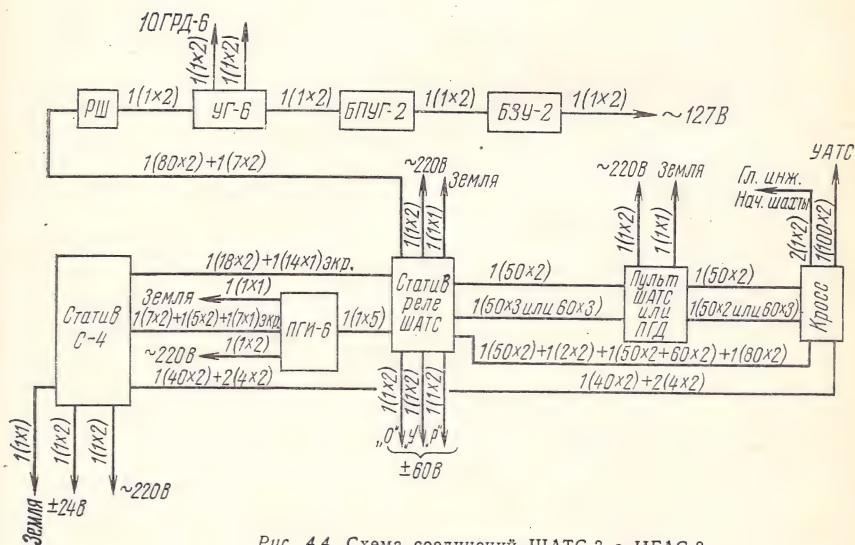 10ГРД-6
1(1×2)
1(1×2)
РШ
1(1×2)
УГ-6
1(1×2)
БПУГ-2
1(1×2)
БЗУ-2
1(1×2)
~127В
1(80×2)+1(7×2)
~220В
Земля
1(1×2)
1(1×1)
~220В
Земля
1(1×2)
1(1×1)
Гл. инж.
Нач. шахты
УАТС
2(1×2)
1(100×2)
Статив
С-4
1(18×2)+1(14×1)экр.
Земля
1(1×1)
1(7×2)+1(5×2)+1(7×1)экр.
~220В
1(1×2)
1(40×2)+2(4×2)
ПГИ-6
1(1×5)
Статив
реле
ШАТС
1(50×2)
1(50×3 или 60×3)
Пульт
ШАТС
или
ПГД
1(50×2)
1(50×2 или 60×3)
Кросс
1(50×2)+1(2×2)+1(50×2+60×2)+1(80×2)
1(40×2)+2(4×2)
1(1×2)
1(1×2)
1(1×2)
„О"
„У"
„Р"
±60В
1(1×1)
1(1×2)
1(1×2)
Земля
±24В
~220В
Рис. 4.4. Схема соединений ШАТС-3 с ИГАС-3